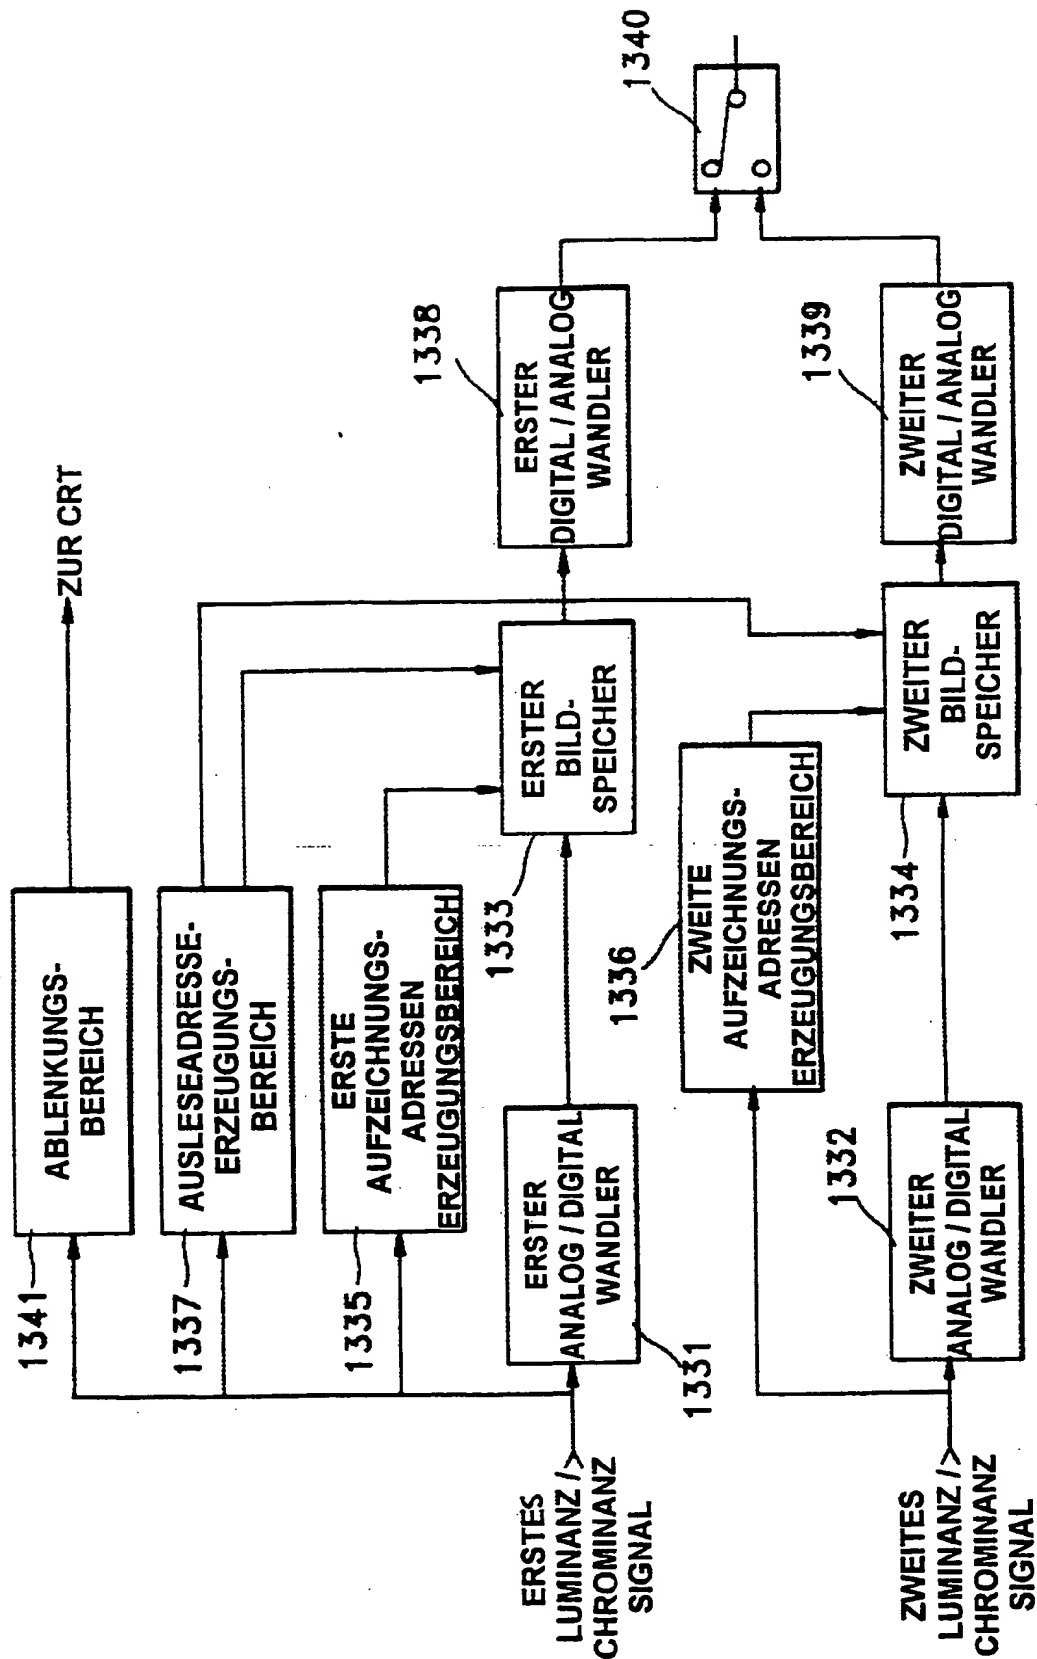 1341
ABLENKUNGS-
BEREICH
ZUR CRT
1337
AUSLESEADRESSE-
ERZEUGUNGS-
BEREICH
1335
ERSTE
AUFZEICHNUNGS-
ADRESSEN
ERZEUGUNGSBEREICH
ERSTES
LUMINANZ /
CHROMINANZ
SIGNAL
ERSTER
ANALOG / DIGITAL
WANDLER
1331
1333
ERSTER
BILD-
SPEICHER
1338
ERSTER
DIGITAL / ANALOG
WANDLER
1340
1336
ZWEITE
AUFZEICHNUNGS-
ADRESSEN
ERZEUGUNGSBEREICH
ZWEITES
LUMINANZ /
CHROMINANZ
SIGNAL
1332
ZWEITER
ANALOG / DIGITAL
WANDLER
1334
ZWEITER
BILD-
SPEICHER
1339
ZWEITER
DIGITAL / ANALOG
WANDLER